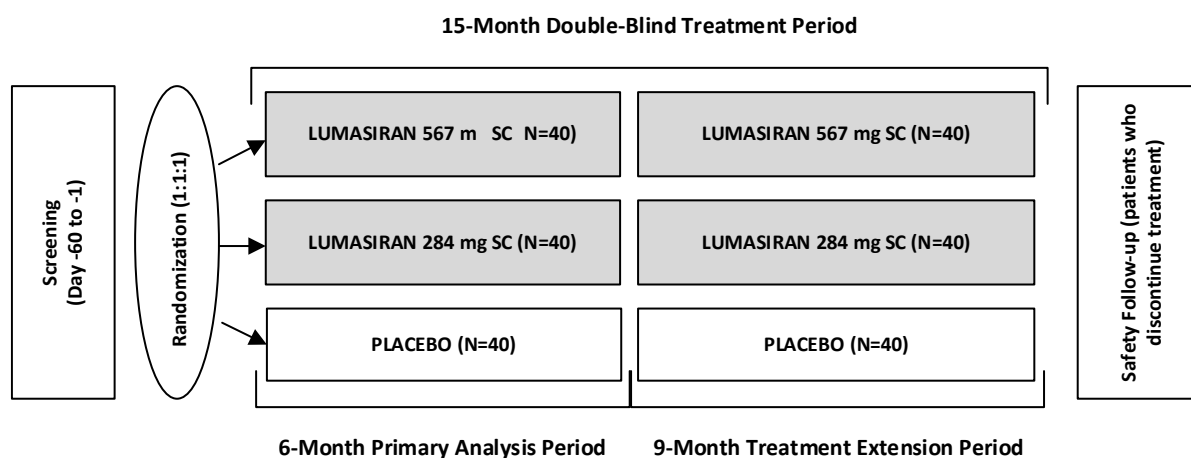 15-Month Double-Blind Treatment Period
Screening
(Day -60 to -1)
Randomization (1:1:1)
LUMASIRAN 567 m SC N=40)
LUMASIRAN 567 mg SC (N=40)
LUMASIRAN 284 mg SC (N=40)
LUMASIRAN 284 mg SC (N=40)
PLACEBO (N=40)
PLACEBO (N=40)
Safety Follow-up (patients who
discontinue treatment)
6-Month Primary Analysis Period
9-Month Treatment Extension Period